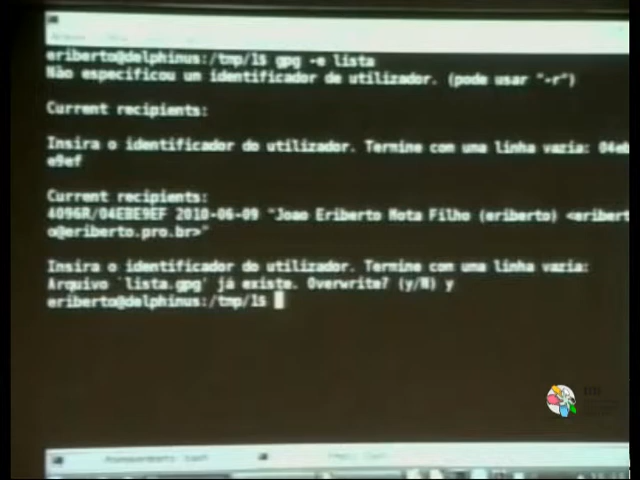 eriberto@delphinus:/tmp/1$ gpg -e lista
Não especificou um identificador de utilizador. (pode usar "-r")
Current recipients:
Insira o identificador do utilizador. Termine com uma linha vazia: 04eb
e9ef
Current recipients:
4096R/04EBE9EF 2010-06-09 "Joao Eriberto Mota Filho (eriberto) <eribert
o@eriberto.pro.br>"
Insira o identificador do utilizador. Termine com uma linha vazia:
Arquivo `lista.gpg' já existe. Overwrite? (y/N) y
eriberto@delphinus:/tmp/1$